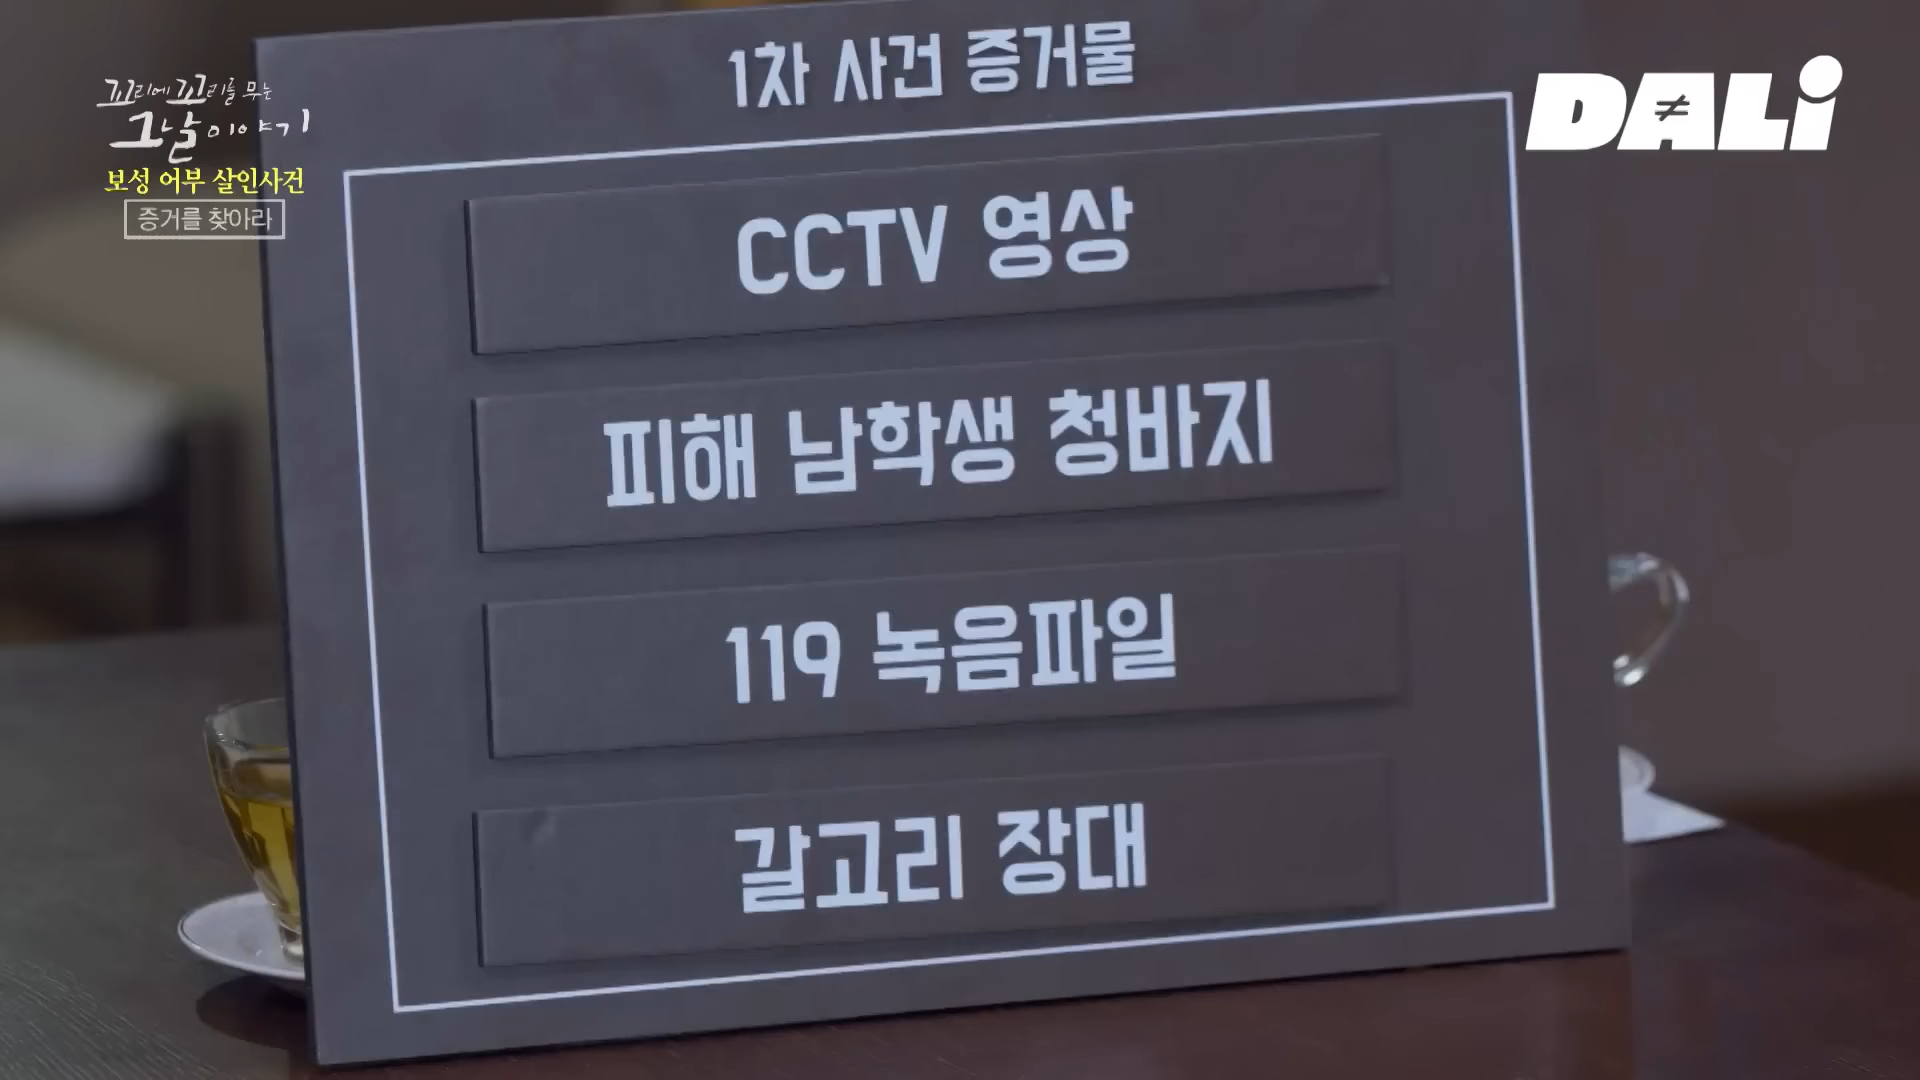 꼬리에 꼬리를 무는
그날 이야기
보성 어부 살인사건
증거를 찾아라
DALi
≠
1차 사건 증거물
CCTV 영상
피해 남학생 청바지
119 녹음파일
갈고리 장대